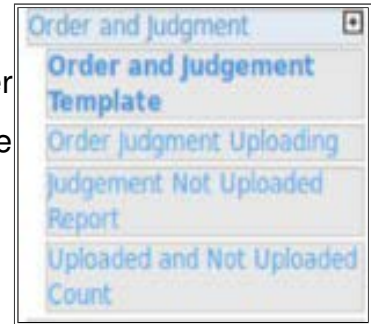 Order and Judgment
er
Order and Judgement
Template
e
Order Judgment Uploading
Judgement Not Uploaded
Report
Uploaded and Not Uploaded
Count